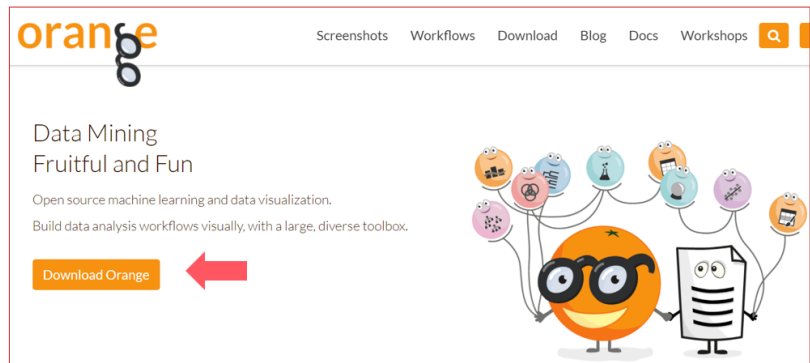 orange
Screenshots Workflows Download Blog Docs Workshops
Data Mining
Fruitful and Fun
Open source machine learning and data visualization.
Build data analysis workflows visually, with a large, diverse toolbox.
Download Orange